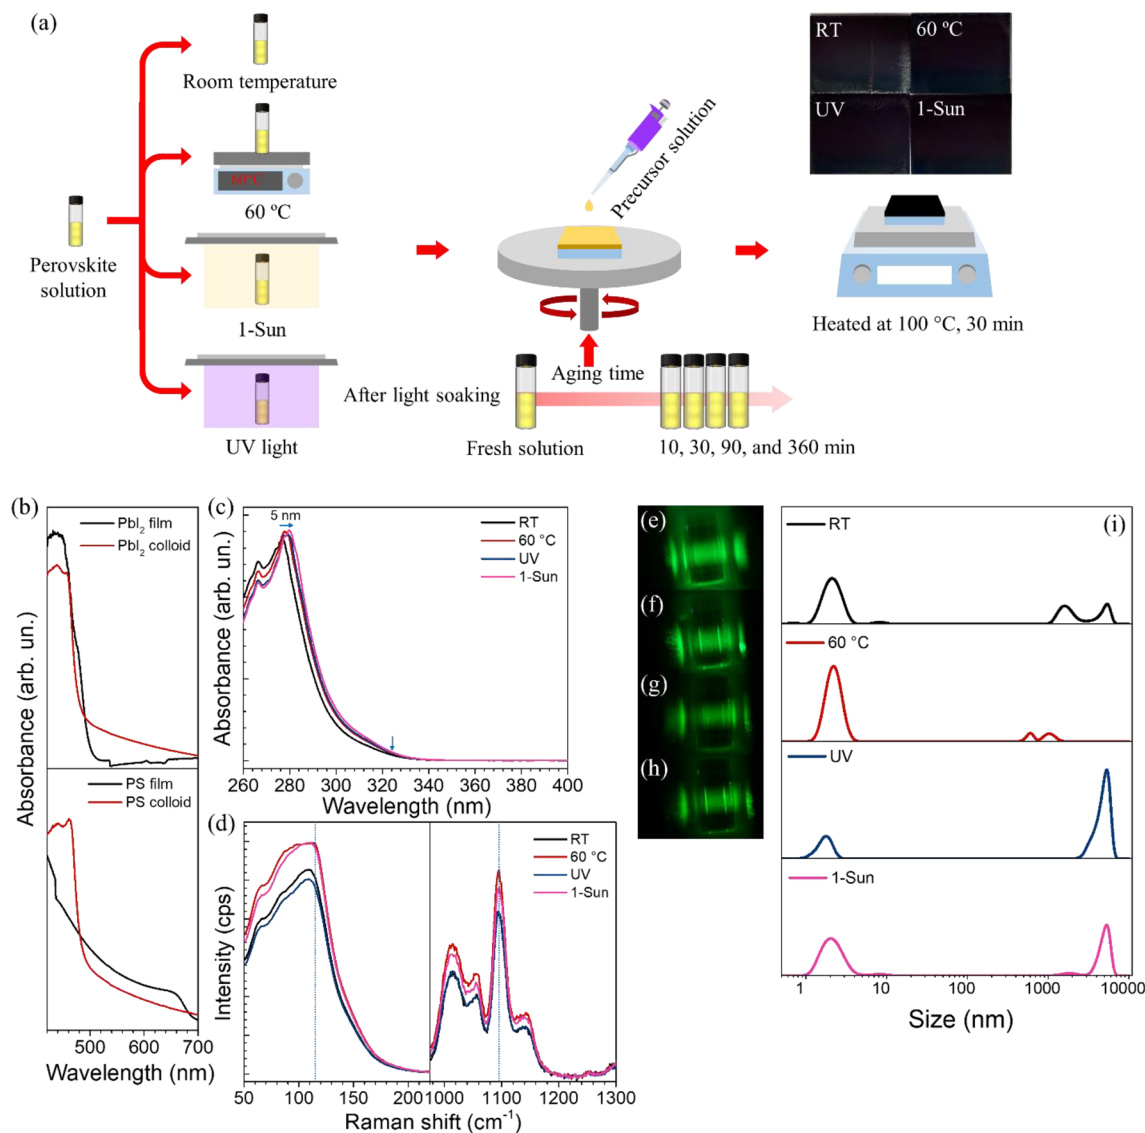 (a)
RT
60 ºC
UV
1-Sun
Room temperature
60°C
60 ºC
Precursor solution
Perovskite
solution
1-Sun
Heated at 100 °C, 30 min
After light soaking
Aging time
UV light
Fresh solution
10, 30, 90, and 360 min
(b)
PbI2 film
PbI2 colloid
PS film
PS colloid
Absorbance (arb. un.)
500
600
700
Wavelength (nm)
(c)
5 nm
RT
60 °C
UV
1-Sun
Absorbance (arb. un.)
260
280
300
320
340
360
380
400
Wavelength (nm)
(d)
RT
60 °C
UV
1-Sun
Intensity (cps)
50
100
150
200
1000
1100
1200
1300
Raman shift (cm-1)
(e)
(f)
(g)
(h)
(i)
RT
60 °C
UV
1-Sun
1
10
100
1000
10000
Size (nm)